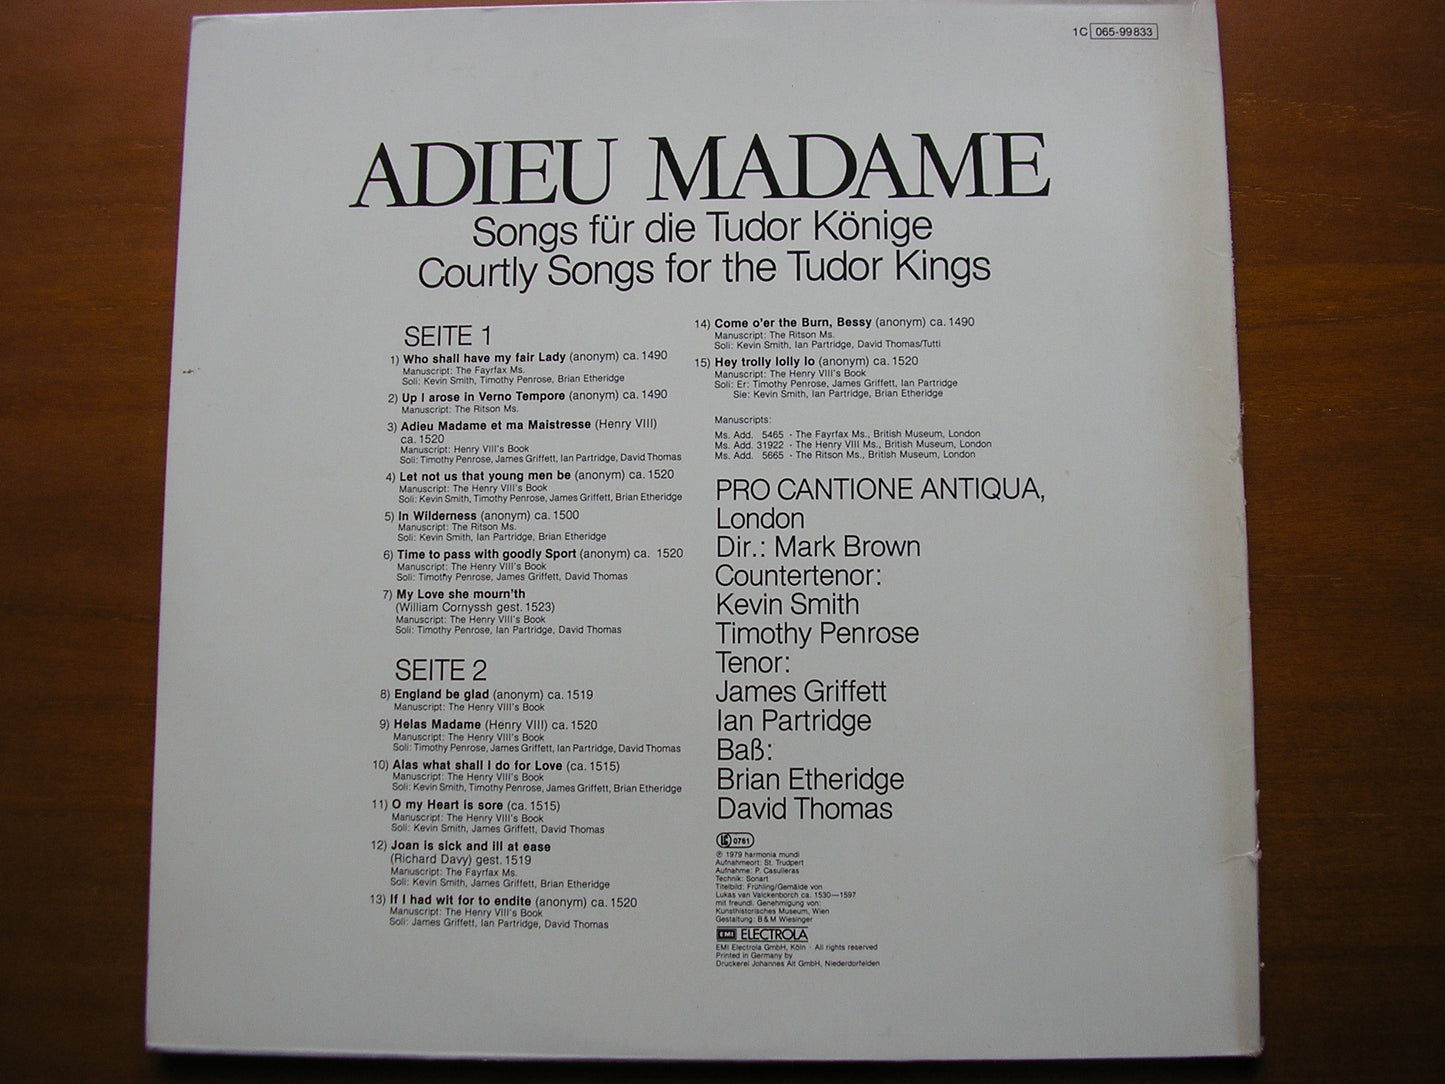 1C 065-99833
ADIEU MADAME
Songs für die Tudor Könige
Courtly Songs for the Tudor Kings
SEITE 1
1) Who shall have my fair Lady (anonym) ca. 1490
Manuscript: The Fayrfax Ms.
Soli: Kevin Smith, Timothy Penrose, Brian Etheridge
2) Up I arose in Verno Tempore (anonym) ca. 1490
Manuscript: The Ritson Ms.
3) Adieu Madame et ma Maistresse (Henry VIII)
ca. 1520
Manuscript: Henry VIII's Book
Soli: Timothy Penrose, James Griffett, Ian Partridge, David Thomas
4) Let not us that young men be (anonym) ca. 1520
Manuscript: The Henry VIII's Book
Soli: Kevin Smith, Timothy Penrose, James Griffett, Brian Etheridge
5) In Wilderness (anonym) ca. 1500
Manuscript: The Ritson Ms.
Soli: Kevin Smith, Ian Partridge, Brian Etheridge
6) Time to pass with goodly Sport (anonym) ca. 1520
Manuscript: The Henry VIII's Book
Soli: Timothy Penrose, James Griffett, David Thomas
7) My Love she mourn'th
(William Cornyssh gest. 1523)
Manuscript: The Henry VIII's Book
Soli: Timothy Penrose, Ian Partridge, David Thomas
SEITE 2
8) England be glad (anonym) ca. 1519
Manuscript: The Henry VIII's Book
9) Helas Madame (Henry VIII) ca. 1520
Manuscript: The Henry VIII's Book
Soli: Timothy Penrose, James Griffett, Ian Partridge, David Thomas
10) Alas what shall I do for Love (ca. 1515)
Manuscript: The Henry VIII's Book
Soli: Kevin Smith, Timothy Penrose, James Griffett, Brian Etheridge
11) O my Heart is sore (ca. 1515)
Manuscript: The Henry VIII's Book
Soli: Kevin Smith, James Griffett, David Thomas
12) Joan is sick and ill at ease
(Richard Davy) gest. 1519
Manuscript: The Fayrfax Ms.
Soli: Kevin Smith, James Griffett, Brian Etheridge
13) If I had wit for to endite (anonym) ca. 1520
Manuscript: The Henry VIII's Book
Soli: James Griffett, Ian Partridge, David Thomas
14) Come o'er the Burn, Bessy (anonym) ca. 1490
Manuscript: The Ritson Ms.
Soli: Kevin Smith, Ian Partridge, David Thomas/Tutti
15) Hey trolly lolly lo (anonym) ca. 1520
Manuscript: The Henry VIII's Book
Soli: Er: Timothy Penrose, James Griffett, Ian Partridge
Sie: Kevin Smith, Ian Partridge, Brian Etheridge
Manuscripts:
Ms. Add. 5465 - The Fayrfax Ms., British Museum, London
Ms. Add. 31922 - The Henry VIII Ms., British Museum, London
Ms. Add. 5665 - The Ritson Ms., British Museum, London
PRO CANTIONE ANTIQUA,
London
Dir.: Mark Brown
Countertenor:
Kevin Smith
Timothy Penrose
Tenor:
James Griffett
Ian Partridge
Baß:
Brian Etheridge
David Thomas
LC 0761
℗ 1979 harmonia mundi
Aufnahmeort: St. Trudpert
Aufnahme: P. Casulleras
Technik: Sonart
Titelbild: Frühling/Gemälde von
Lukas van Valckenborch ca. 1530—1597
mit freundl. Genehmigung von:
Kunsthistorisches Museum, Wien
Gestaltung: B & M Wiesinger
EMI ELECTROLA
EMI Electrola GmbH, Köln · All rights reserved
Printed in Germany by
Druckerei Johannes Alt GmbH, Niederdorfelden